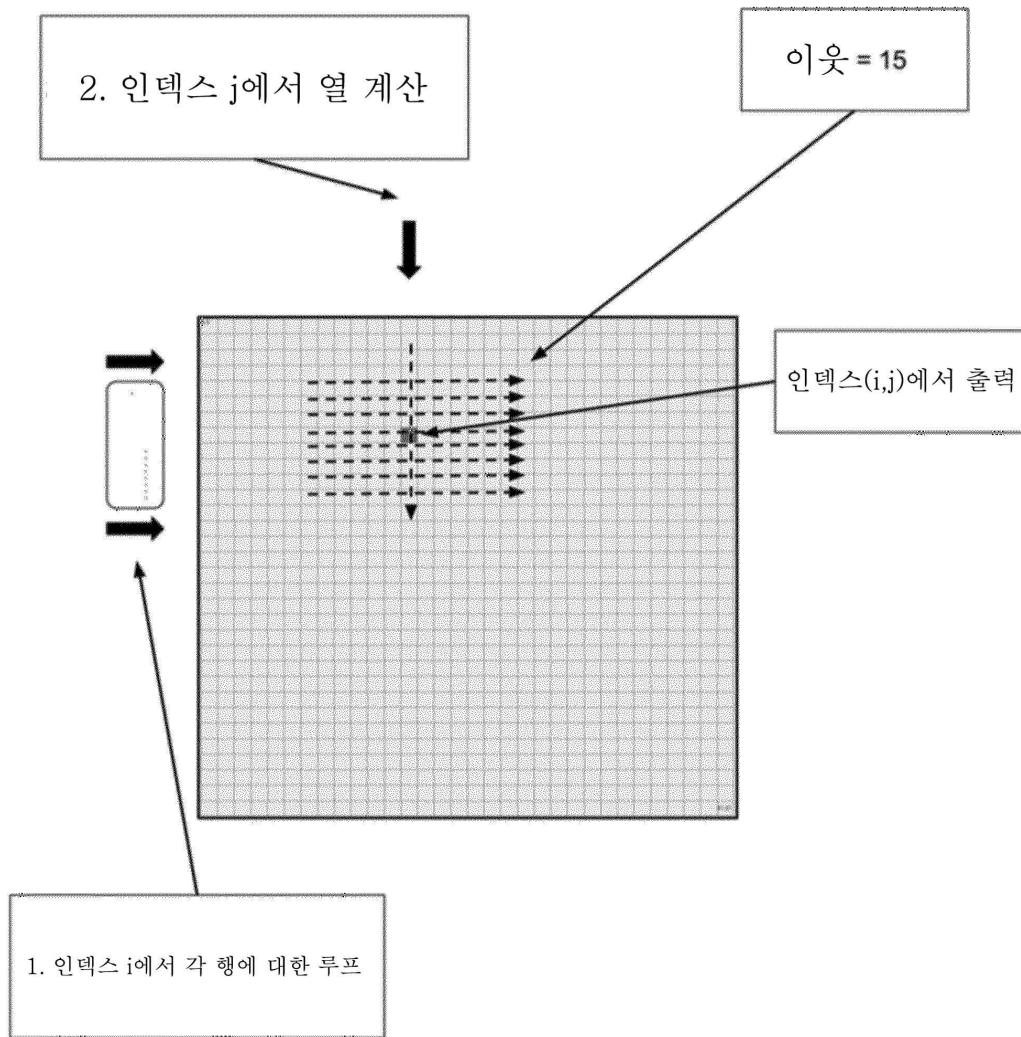 2. 인덱스 j에서 열 계산
이웃 = 15
인덱스(i,j)에서 출력
1. 인덱스 i에서 각 행에 대한 루프